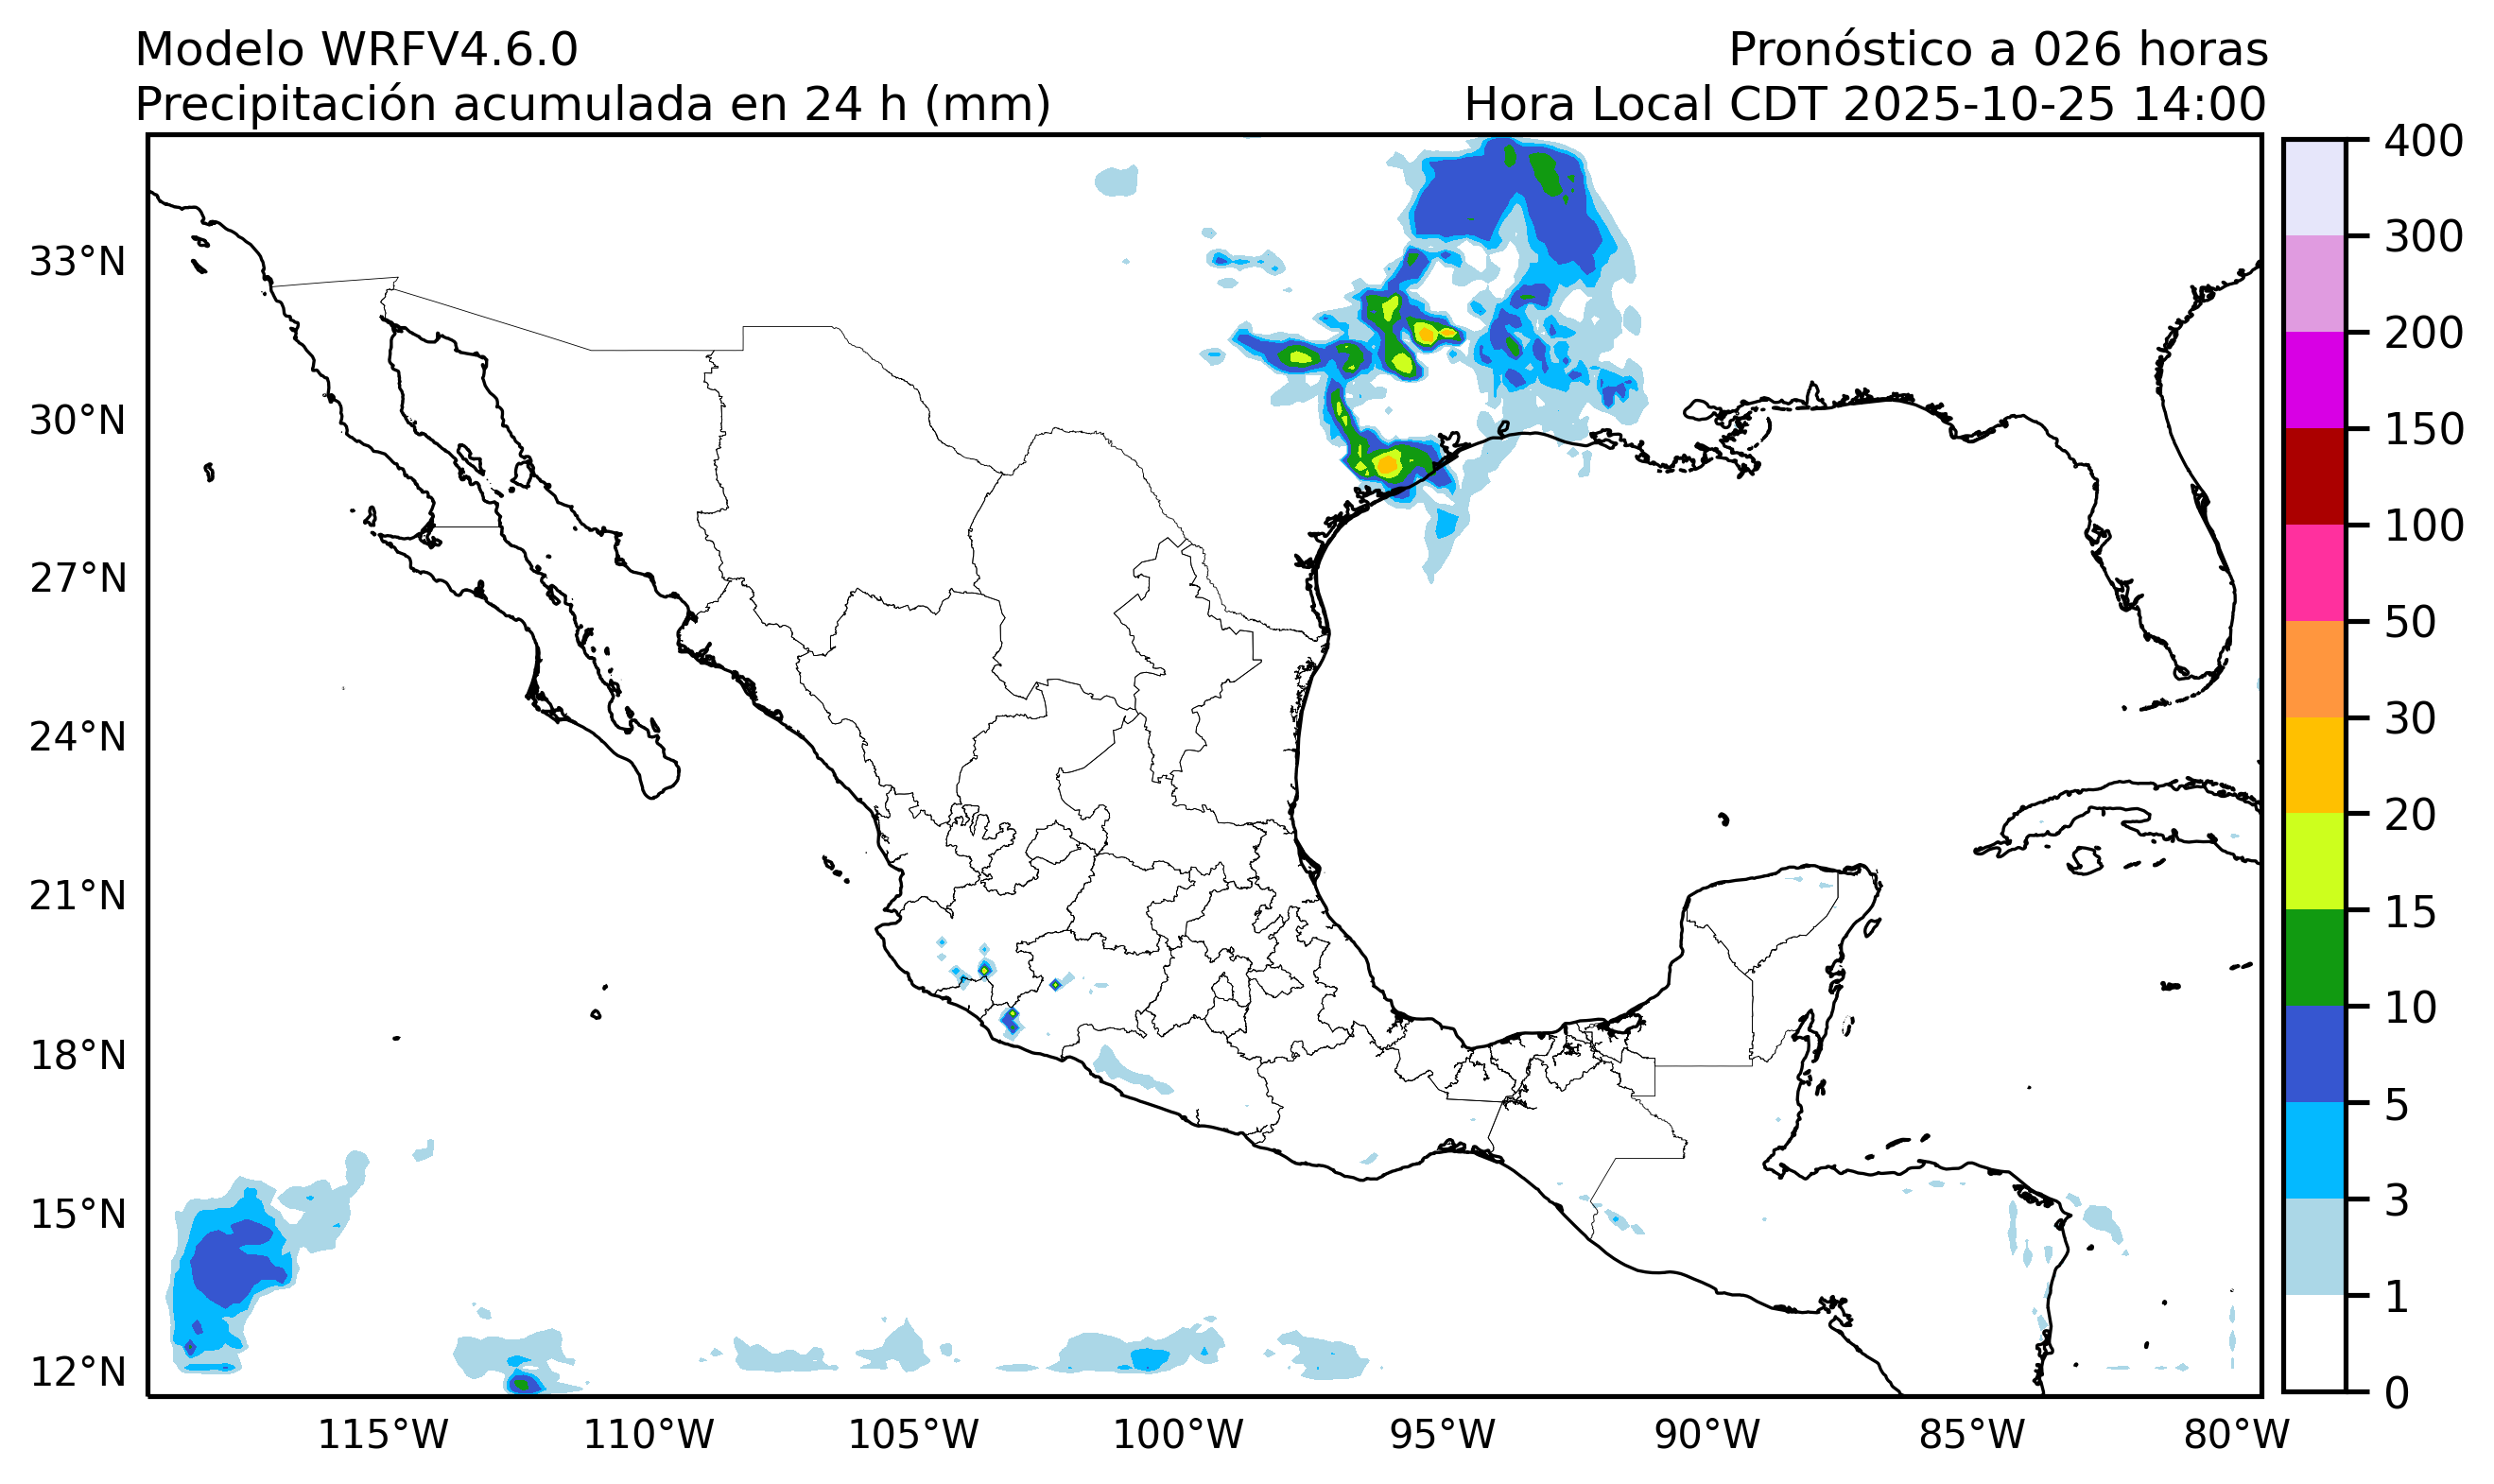 Modelo WRFV4.6.0
Pronóstico a 026 horas
Precipitación acumulada en 24 h (mm)
Hora Local CDT 2025-10-25 14:00
33°N
30°N
27°N
24°N
21°N
18°N
15°N
12°N
115°W
110°W
105°W
100°W
95°W
90°W
85°W
80°W
400
300
200
150
100
50
30
20
15
10
5
3
1
0